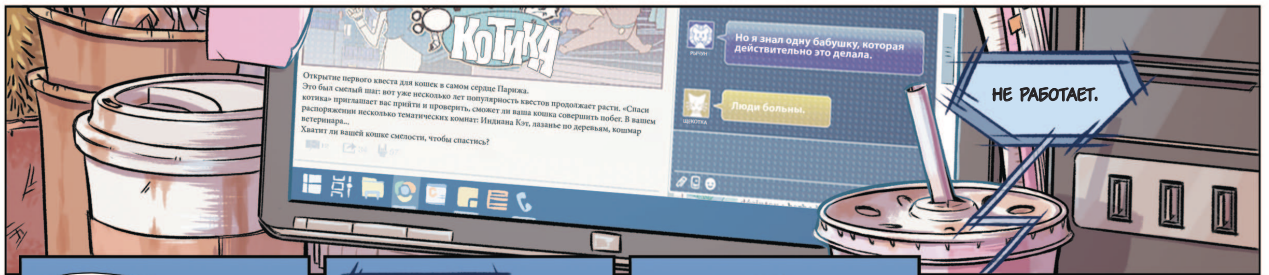 КОТИКА
Открытие первого квеста для кошек в самом сердце Парижа.
Это был смелый шаг: вот уже несколько лет популярность квестов продолжает расти. «Спаси
котика» приглашает вас прийти и проверить, сможет ли ваша кошка совершить побег. В вашем
распоряжении несколько тематических комнат: Индиана Кэт, лазанье по деревьям, кошмар
ветеринара...
Хватит ли вашей кошке смелости, чтобы спастись?
Но я знал одну бабушку, которая
действительно это делала.
Люди больны.
ЩЕКОТКА
НЕ РАБОТАЕТ.